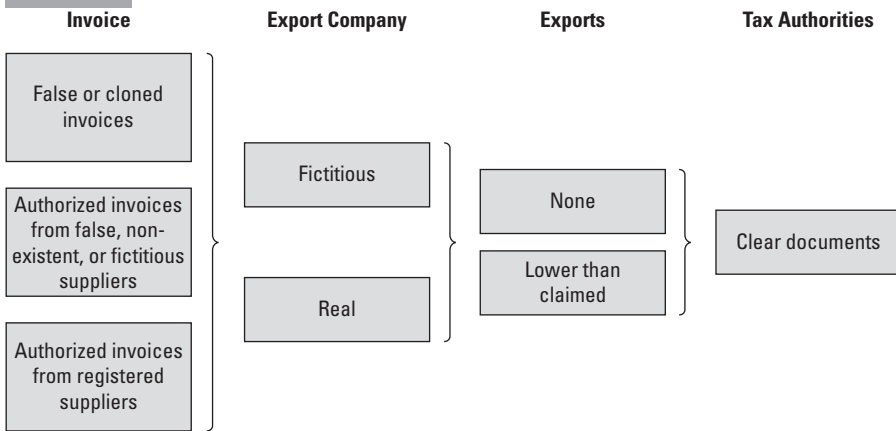 Invoice
Export Company
Exports
Tax Authorities
False or cloned
invoices
Authorized invoices
from false, non-
existent, or fictitious
suppliers
Authorized invoices
from registered
suppliers
Fictitious
Real
None
Lower than
claimed
Clear documents